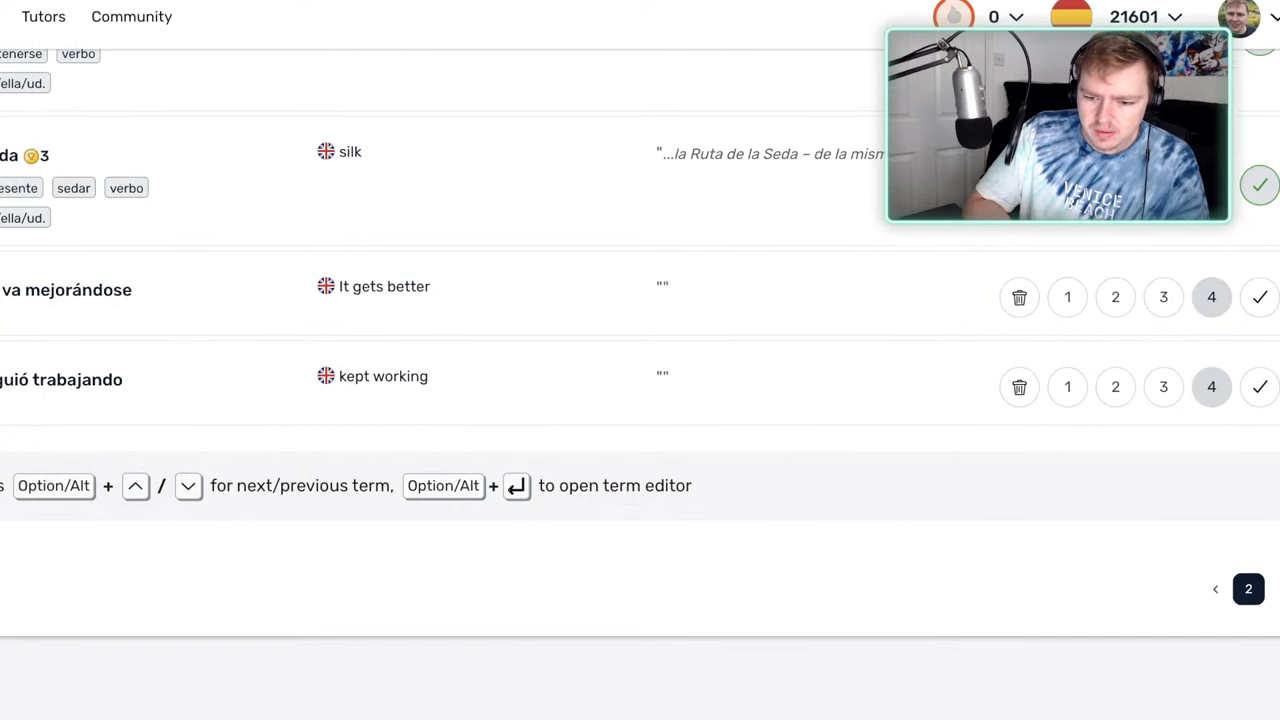 Tutors Community 0 21601
tenerse verbo
/ella/ud.
da 3 silk "...la Ruta de la Seda – de la mism
esente sedar verbo
/ella/ud.
va mejorándose It gets better "" 1 2 3 4
guió trabajando kept working "" 1 2 3 4
s Option/Alt + / for next/previous term, Option/Alt + to open term editor
< 2
VENICE
BEACH